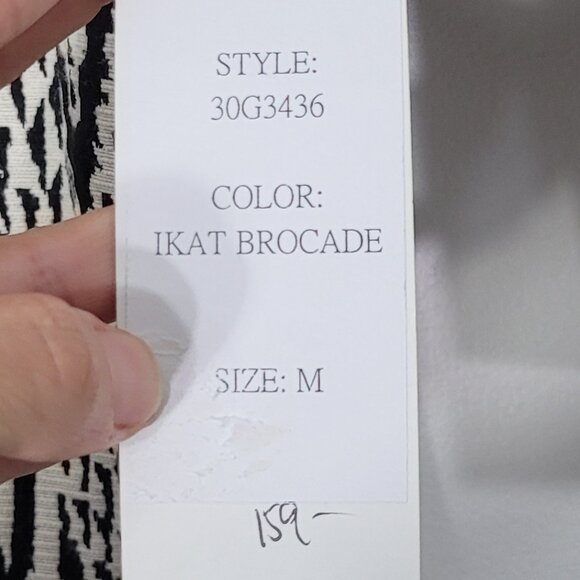 STYLE:
30G3436
COLOR:
IKAT BROCADE
SIZE: M
159-